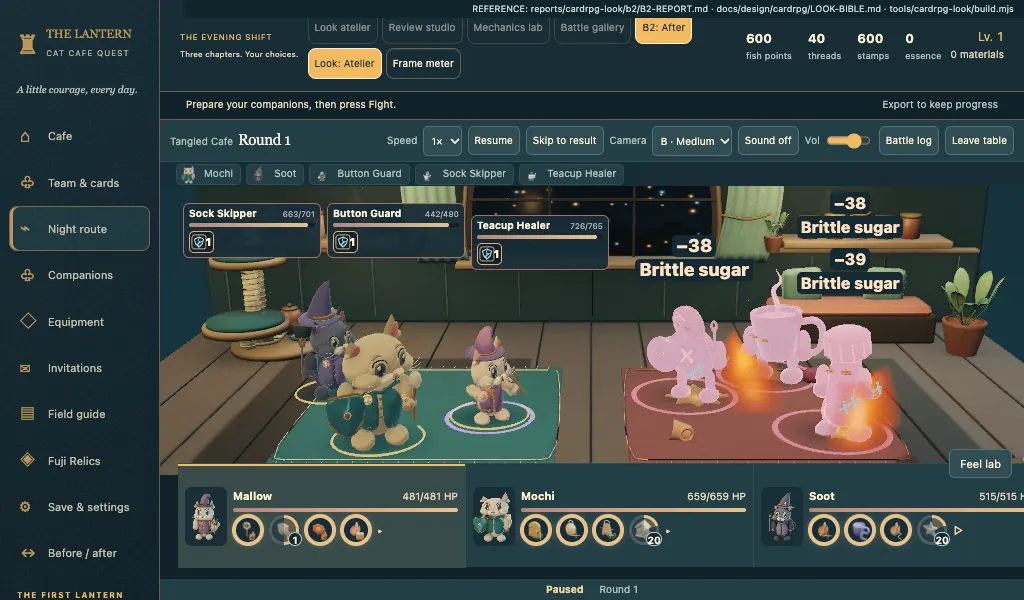 REFERENCE: reports/cardrpg-look/b2/B2-REPORT.md · docs/design/cardrpg/LOOK-BIBLE.md · tools/cardrpg-look/build.mjs
THE LANTERN
CAT CAFE QUEST
A little courage, every day.
Cafe
Team & cards
Night route
Companions
Equipment
Invitations
Field guide
Fuji Relics
Save & settings
Before / after
THE FIRST LANTERN
THE EVENING SHIFT
Three chapters. Your choices.
Look atelier
Review studio
Mechanics lab
Battle gallery
B2: After
Look: Atelier
Frame meter
600
fish points
40
threads
600
stamps
0
essence
Lv. 1
0 materials
Prepare your companions, then press Fight.
Export to keep progress
Tangled Cafe Round 1
Speed
1x
Resume
Skip to result
Camera
B · Medium
Sound off
Vol
Battle log
Leave table
Mochi
Soot
Button Guard
Sock Skipper
Teacup Healer
Sock Skipper 663/701
1
Button Guard 442/480
1
Teacup Healer 726/765
1
−38
Brittle sugar
−38
Brittle sugar
−39
Brittle sugar
Feel lab
Mallow 481/481 HP
1
Mochi 659/659 HP
20
Soot 515/515 H
20
Paused Round 1